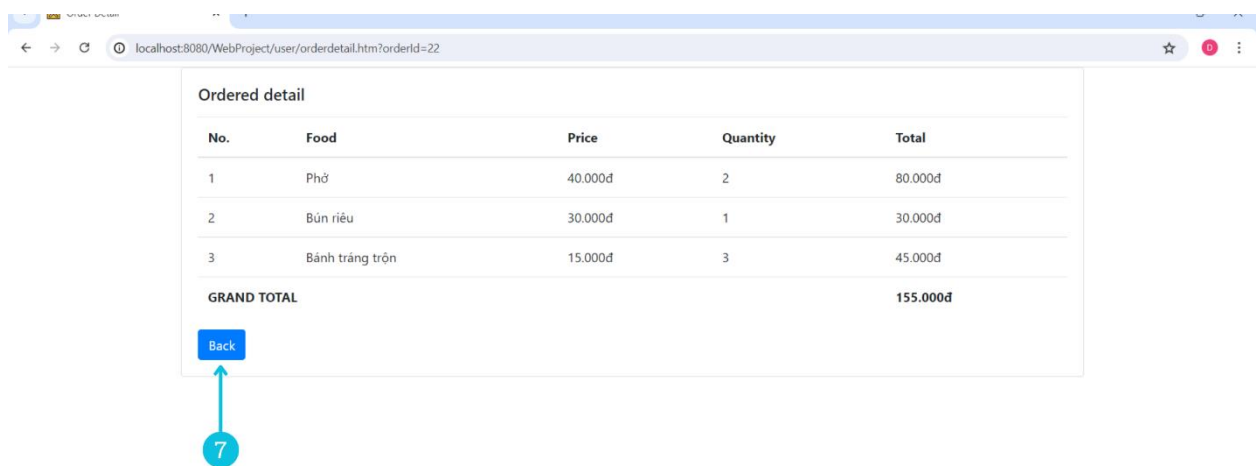 Order Detail
localhost:8080/WebProject/user/orderdetail.htm?orderId=22
D
Ordered detail
No. Food Price Quantity Total
1 Phở 40.000đ 2 80.000đ
2 Bún riêu 30.000đ 1 30.000đ
3 Bánh tráng trộn 15.000đ 3 45.000đ
GRAND TOTAL 155.000đ
Back
7